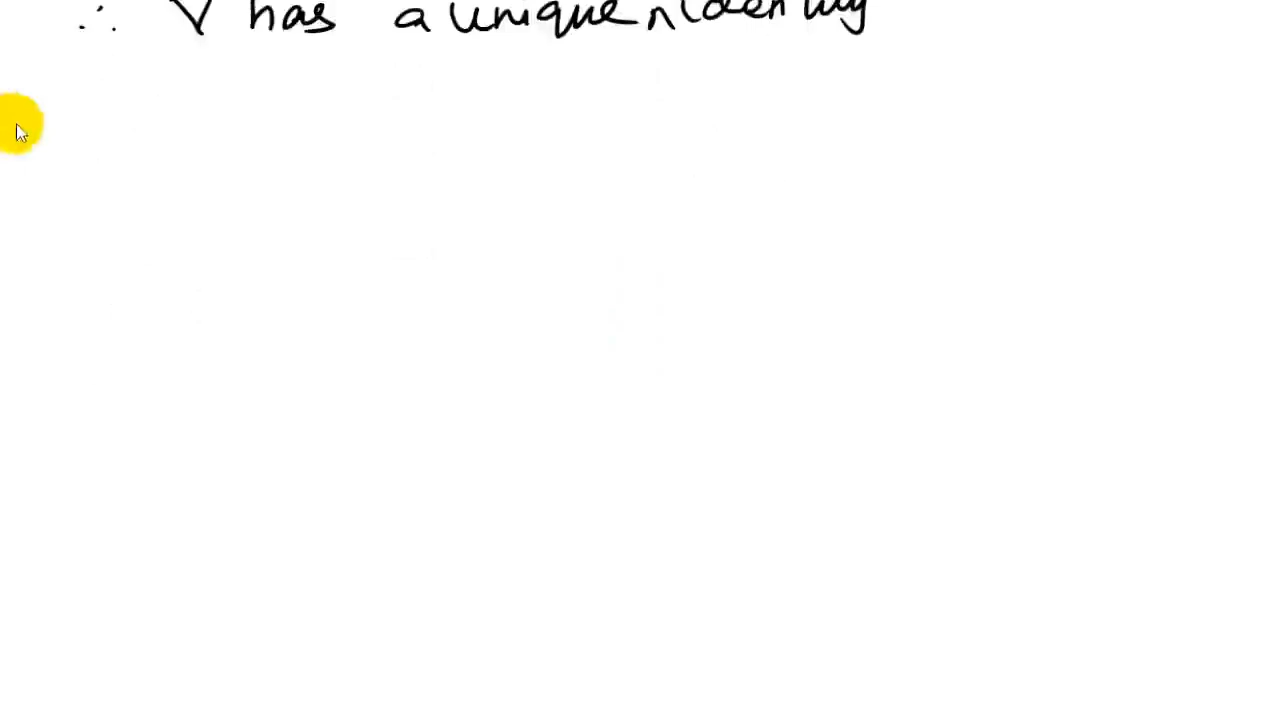 ∴ V has a unique identity